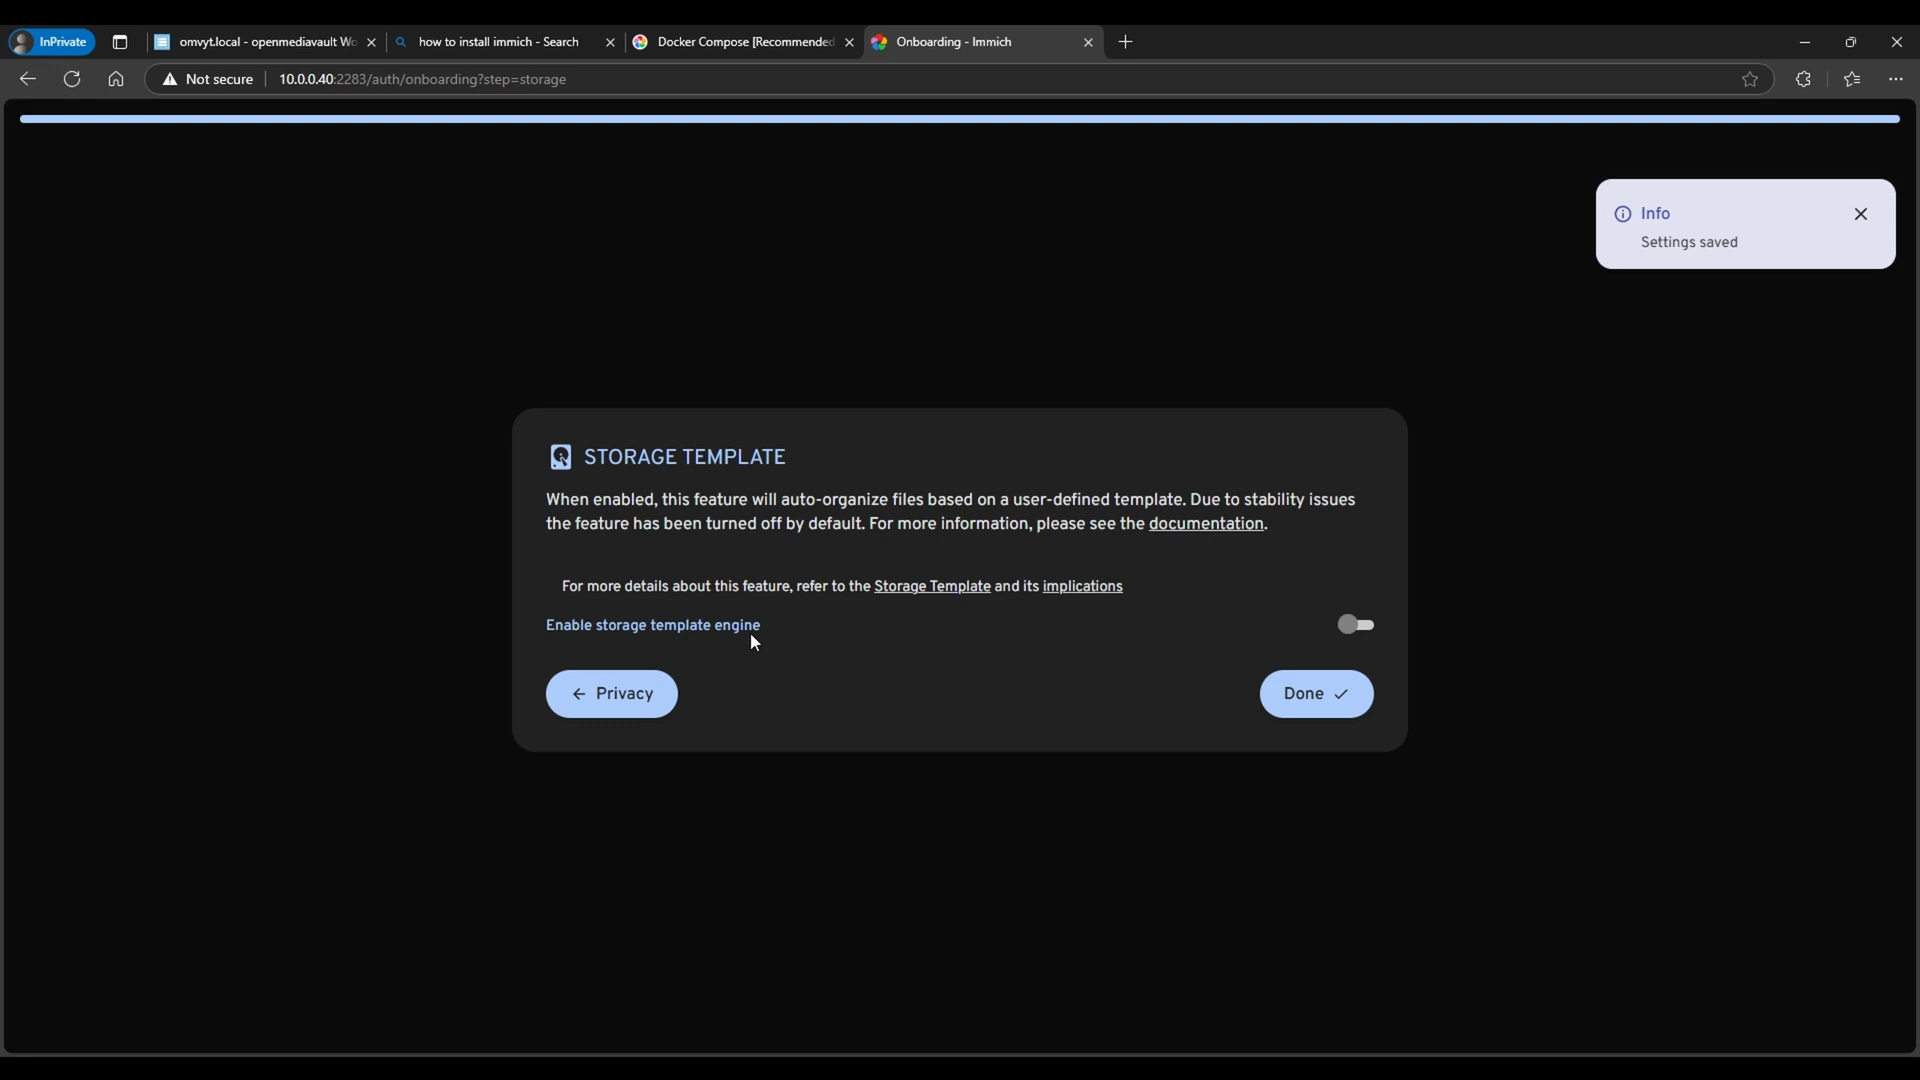 InPrivate
omvyt.local - openmediavault Wo
how to install immich - Search
Docker Compose [Recommended
Onboarding - Immich
Not secure
10.0.0.40:2283/auth/onboarding?step=storage
Info
Settings saved
STORAGE TEMPLATE
When enabled, this feature will auto-organize files based on a user-defined template. Due to stability issues
the feature has been turned off by default. For more information, please see the documentation.
For more details about this feature, refer to the Storage Template and its implications
Enable storage template engine
Privacy
Done